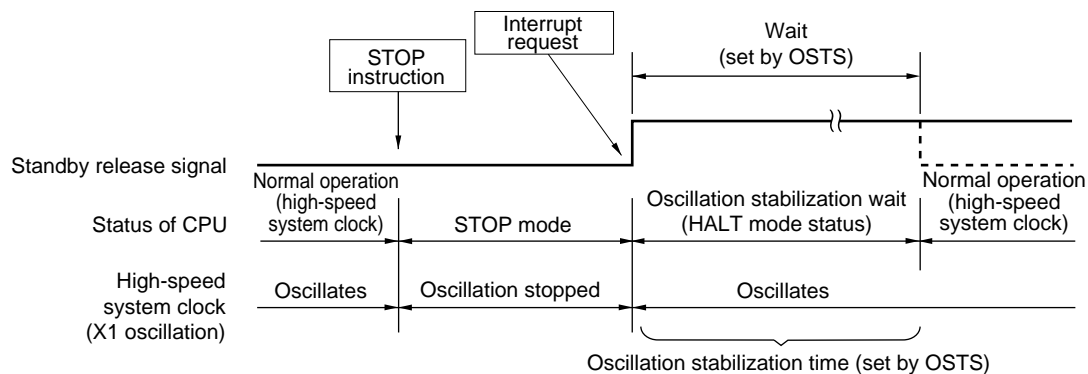 Interrupt
request
Wait
(set by OSTS)
STOP
instruction
Standby release signal
Normal operation
(high-speed
system clock)
Oscillation stabilization wait
(HALT mode status)
Normal operation
(high-speed
system clock)
Status of CPU
STOP mode
High-speed
system clock
(X1 oscillation)
Oscillates
Oscillation stopped
Oscillates
Oscillation stabilization time (set by OSTS)